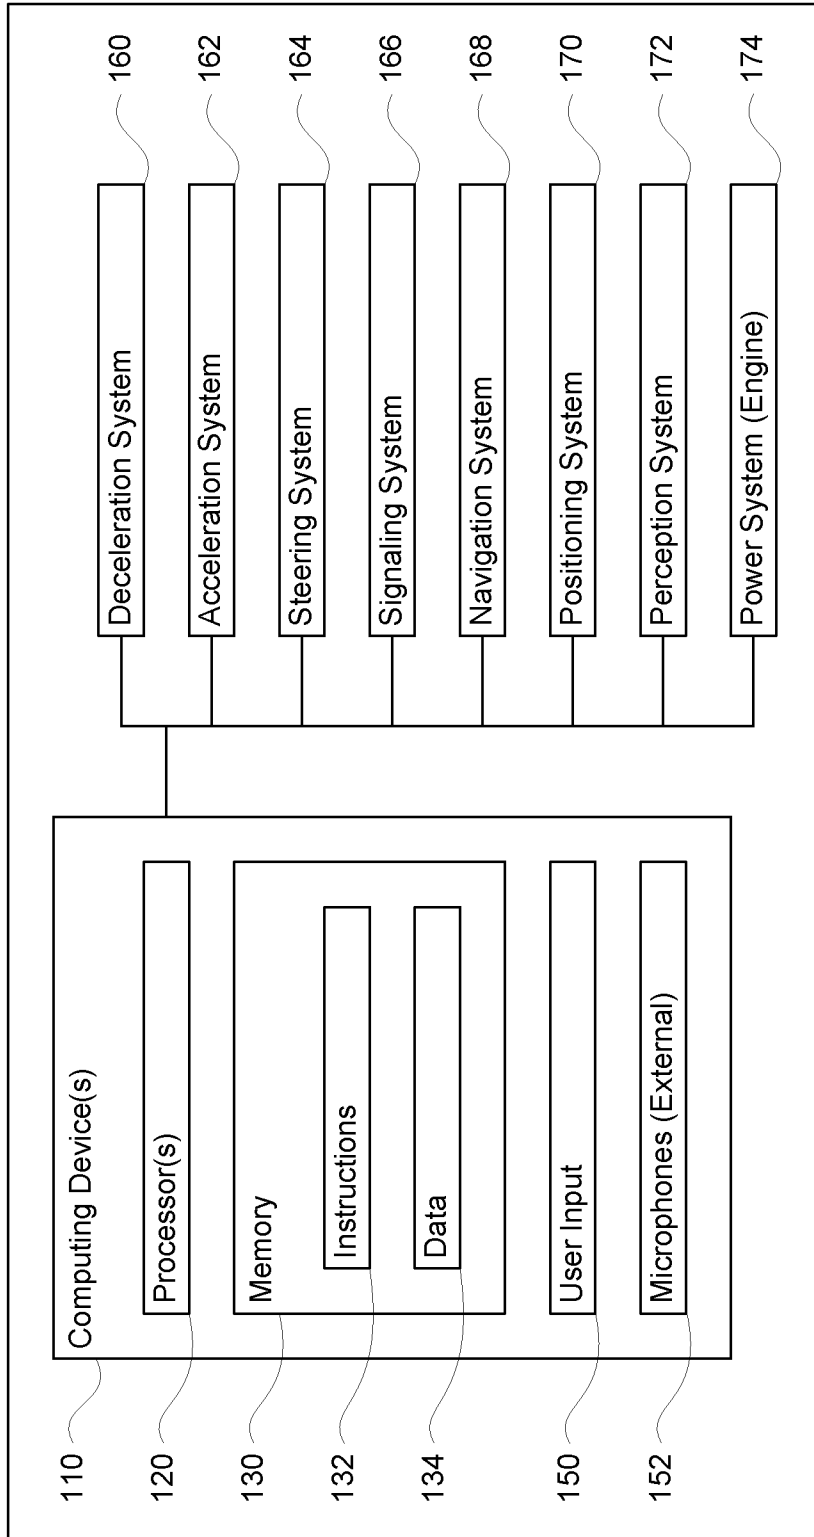 110
Computing Device(s)
120
Processor(s)
130
Memory
132
Instructions
134
Data
150
User Input
152
Microphones (External)
Deceleration System
160
Acceleration System
162
Steering System
164
Signaling System
166
Navigation System
168
Positioning System
170
Perception System
172
Power System (Engine)
174